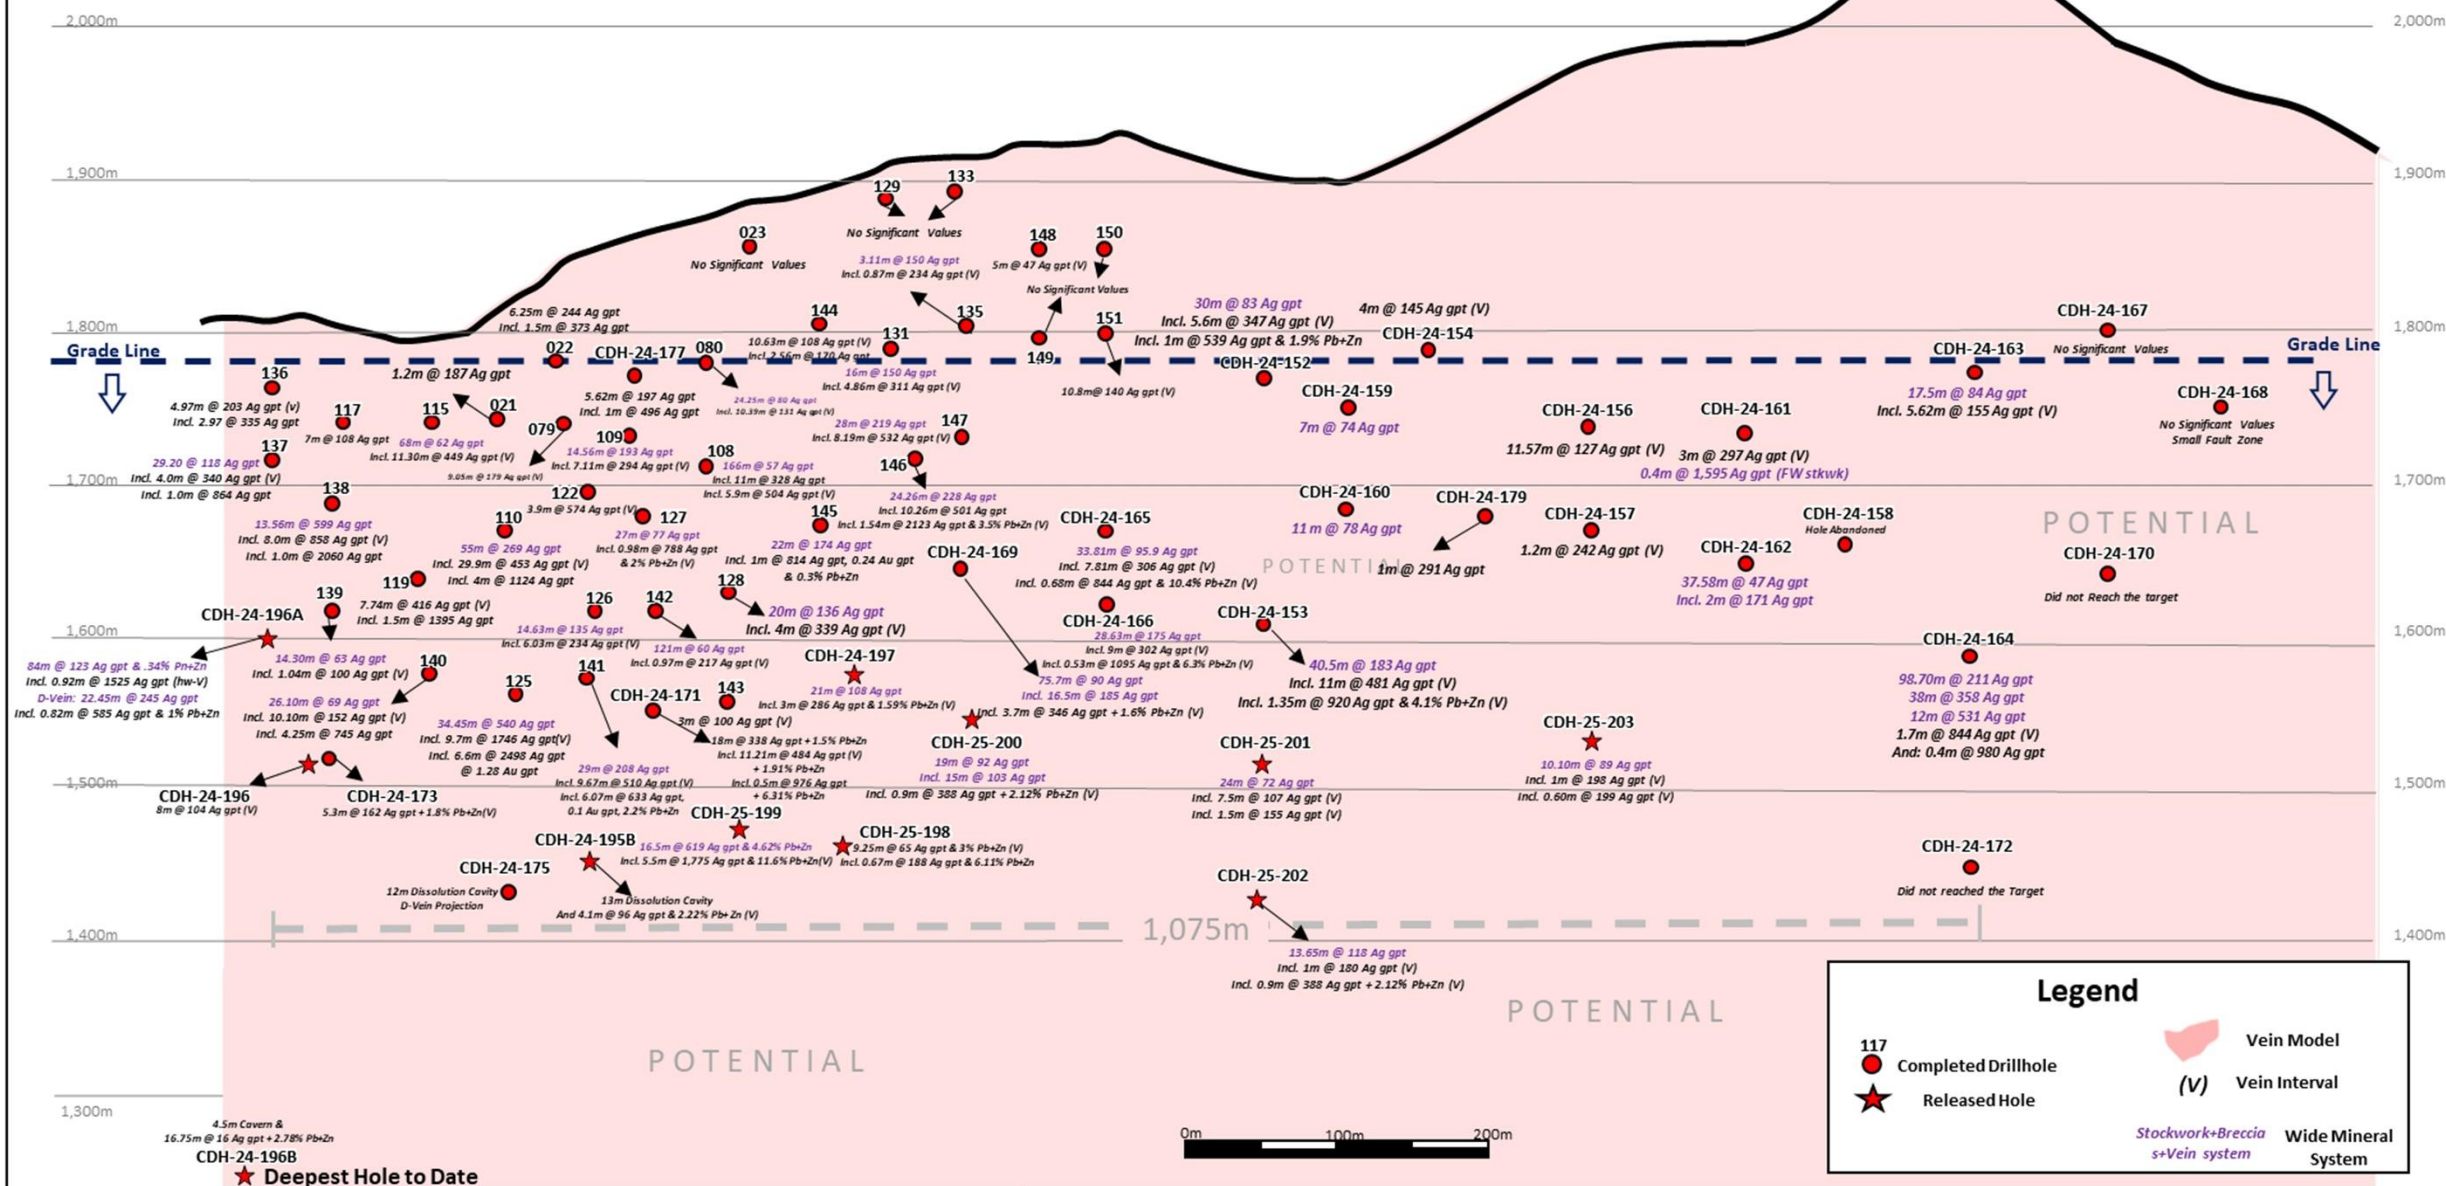 2,000m
2,000m
1,900m
1,900m
129
133
No Significant Values
023
No Significant Values
148
5m @ 47 Ag gpt (V)
150
No Significant Values
3.11m @ 150 Ag gpt
Incl. 0.87m @ 234 Ag gpt (V)
135
1,800m
1,800m
6.25m @ 244 Ag gpt
Incl. 1.5m @ 373 Ag gpt
022
144
10.63m @ 108 Ag gpt (V)
Incl. 2.56m @ 170 Ag gpt
131
16m @ 150 Ag gpt
Incl. 4.86m @ 311 Ag gpt (V)
149
151
10.8m@ 140 Ag gpt (V)
30m @ 83 Ag gpt
Incl. 5.6m @ 347 Ag gpt (V)
Incl. 1m @ 539 Ag gpt & 1.9% Pb+Zn
CDH-24-152
4m @ 145 Ag gpt (V)
CDH-24-154
CDH-24-167
No Significant Values
Grade Line
Grade Line
CDH-24-163
17.5m @ 84 Ag gpt
Incl. 5.62m @ 155 Ag gpt (V)
CDH-24-168
No Significant Values
Small Fault Zone
136
4.97m @ 203 Ag gpt (v)
Incl. 2.97 @ 335 Ag gpt
117
7m @ 108 Ag gpt
115
68m @ 62 Ag gpt
Incl. 11.30m @ 449 Ag gpt (V)
1.2m @ 187 Ag gpt
021
079
9.05m @ 179 Ag gpt (V)
CDH-24-177
5.62m @ 197 Ag gpt
Incl. 1m @ 496 Ag gpt
080
24.25m @ 80 Ag gpt
Incl. 10.39m @ 131 Ag gpt (V)
109
14.56m @ 193 Ag gpt
Incl. 7.11m @ 294 Ag gpt (V)
108
166m @ 57 Ag gpt
Incl. 11m @ 328 Ag gpt
Incl. 5.9m @ 504 Ag gpt (V)
28m @ 219 Ag gpt
Incl. 8.19m @ 532 Ag gpt (V)
147
146
24.26m @ 228 Ag gpt
Incl. 10.26m @ 501 Ag gpt
Incl. 1.54m @ 2123 Ag gpt & 3.5% Pb+Zn (V)
CDH-24-159
7m @ 74 Ag gpt
CDH-24-156
11.57m @ 127 Ag gpt (V)
CDH-24-161
3m @ 297 Ag gpt (V)
0.4m @ 1,595 Ag gpt (FW stkwk)
1,700m
1,700m
137
29.20 @ 118 Ag gpt
Incl. 4.0m @ 340 Ag gpt (V)
Incl. 1.0m @ 864 Ag gpt
138
13.56m @ 599 Ag gpt
Incl. 8.0m @ 858 Ag gpt (V)
Incl. 1.0m @ 2060 Ag gpt
122
3.9m @ 574 Ag gpt (V)
127
27m @ 77 Ag gpt
Incl. 0.98m @ 788 Ag gpt
& 2% Pb+Zn (V)
110
55m @ 269 Ag gpt
Incl. 29.9m @ 453 Ag gpt (V)
Incl. 4m @ 1124 Ag gpt
145
22m @ 174 Ag gpt
Incl. 1m @ 814 Ag gpt, 0.24 Au gpt
& 0.3% Pb+Zn
CDH-24-169
75.7m @ 90 Ag gpt
Incl. 16.5m @ 185 Ag gpt
Incl. 3.7m @ 346 Ag gpt + 1.6% Pb+Zn (V)
CDH-24-165
33.81m @ 95.9 Ag gpt
Incl. 7.81m @ 306 Ag gpt (V)
Incl. 0.68m @ 844 Ag gpt & 10.4% Pb+Zn (V)
CDH-24-160
11 m @ 78 Ag gpt
CDH-24-179
1m @ 291 Ag gpt
POTENTIAL
CDH-24-157
1.2m @ 242 Ag gpt (V)
CDH-24-158
Hole Abandoned
CDH-24-162
37.58m @ 47 Ag gpt
Incl. 2m @ 171 Ag gpt
POTENTIAL
CDH-24-170
Did not Reach the target
119
7.74m @ 416 Ag gpt (V)
Incl. 1.5m @ 1395 Ag gpt
128
20m @ 136 Ag gpt
Incl. 4m @ 339 Ag gpt (V)
1,600m
1,600m
CDH-24-196A
84m @ 123 Ag gpt & .34% Pn+Zn
Incl. 0.92m @ 1525 Ag gpt (hw-V)
D-Vein: 22.45m @ 245 Ag gpt
Incl. 0.82m @ 585 Ag gpt & 1% Pb+Zn
139
14.30m @ 63 Ag gpt
Incl. 1.04m @ 100 Ag gpt (V)
140
26.10m @ 69 Ag gpt
Incl. 10.10m @ 152 Ag gpt (V)
Incl. 4.25m @ 745 Ag gpt
126
14.63m @ 135 Ag gpt
Incl. 6.03m @ 234 Ag gpt (V)
142
121m @ 60 Ag gpt
Incl. 0.97m @ 217 Ag gpt (V)
CDH-24-166
28.63m @ 175 Ag gpt
Incl. 9m @ 302 Ag gpt (V)
Incl. 0.53m @ 1095 Ag gpt & 6.3% Pb+Zn (V)
CDH-24-153
40.5m @ 183 Ag gpt
Incl. 11m @ 481 Ag gpt (V)
Incl. 1.35m @ 920 Ag gpt & 4.1% Pb+Zn (V)
CDH-24-164
98.70m @ 211 Ag gpt
38m @ 358 Ag gpt
12m @ 531 Ag gpt
1.7m @ 844 Ag gpt (V)
And: 0.4m @ 980 Ag gpt
CDH-24-197
21m @ 108 Ag gpt
Incl. 3m @ 286 Ag gpt & 1.59% Pb+Zn (V)
125
34.45m @ 540 Ag gpt
Incl. 9.7m @ 1746 Ag gpt(V)
Incl. 6.6m @ 2498 Ag gpt
@ 1.28 Au gpt
141
29m @ 208 Ag gpt
Incl. 9.67m @ 510 Ag gpt (V)
Incl. 6.07m @ 633 Ag gpt,
0.1 Au gpt, 2.2% Pb+Zn
CDH-24-171
18m @ 338 Ag gpt + 1.5% Pb+Zn
Incl. 11.21m @ 484 Ag gpt (V)
+ 1.91% Pb+Zn
Incl. 0.5m @ 976 Ag gpt
+ 6.31% Pb+Zn
143
3m @ 100 Ag gpt (V)
CDH-25-200
19m @ 92 Ag gpt
Incl. 15m @ 103 Ag gpt
Incl. 0.9m @ 388 Ag gpt + 2.12% Pb+Zn (V)
CDH-25-201
24m @ 72 Ag gpt
Incl. 7.5m @ 107 Ag gpt (V)
Incl. 1.5m @ 155 Ag gpt (V)
CDH-25-203
10.10m @ 89 Ag gpt
Incl. 1m @ 198 Ag gpt (V)
Incl. 0.60m @ 199 Ag gpt (V)
1,500m
1,500m
CDH-24-196
8m @ 104 Ag gpt (V)
CDH-24-173
5.3m @ 162 Ag gpt + 1.8% Pb+Zn(V)
CDH-25-199
16.5m @ 619 Ag gpt & 4.62% Pb+Zn
Incl. 5.5m @ 1,775 Ag gpt & 11.6% Pb+Zn(V)
CDH-25-198
9.25m @ 65 Ag gpt & 3% Pb+Zn (V)
Incl. 0.67m @ 188 Ag gpt & 6.11% Pb+Zn
CDH-24-195B
13m Dissolution Cavity
And 4.1m @ 96 Ag gpt & 2.22% Pb+Zn (V)
CDH-24-175
12m Dissolution Cavity
D-Vein Projection
CDH-25-202
13.65m @ 118 Ag gpt
Incl. 1m @ 180 Ag gpt (V)
Incl. 0.9m @ 388 Ag gpt + 2.12% Pb+Zn (V)
CDH-24-172
Did not reached the Target
1,075m
1,400m
1,400m
POTENTIAL
POTENTIAL
1,300m
4.5m Cavern &
16.75m @ 16 Ag gpt + 2.78% Pb+Zn
CDH-24-196B
Deepest Hole to Date
0m
100m
200m
Legend
117
Completed Drillhole
Released Hole
Vein Model
(V)
Vein Interval
Stockwork+Breccia
s+Vein system
Wide Mineral
System